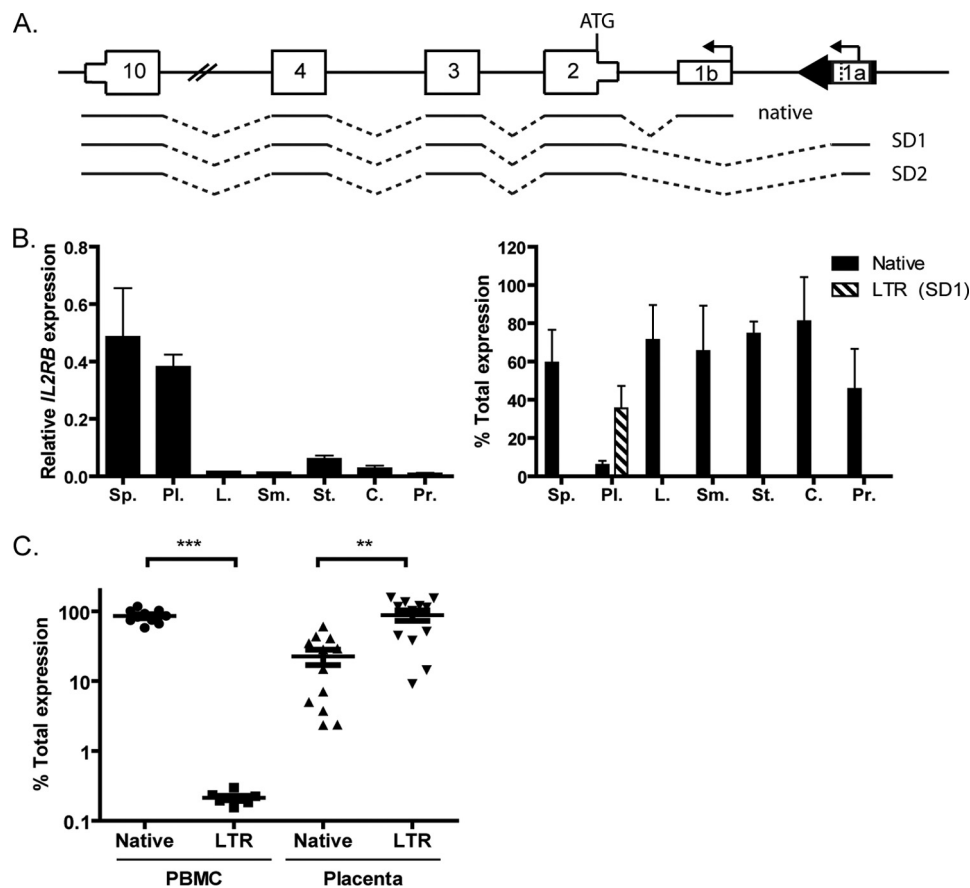 A.
ATG
10 4 3 2 1b 1a
native
SD1
SD2
B.
Relative IL2RB expression
0.8
0.6
0.4
0.2
0.0
Sp. Pl. L. Sm. St. C. Pr.
% Total expression
120
100
80
60
40
20
0
Sp. Pl. L. Sm. St. C. Pr.
Native
LTR (SD1)
C.
*** **
% Total expression
100
10
1
0.1
Native LTR Native LTR
PBMC Placenta